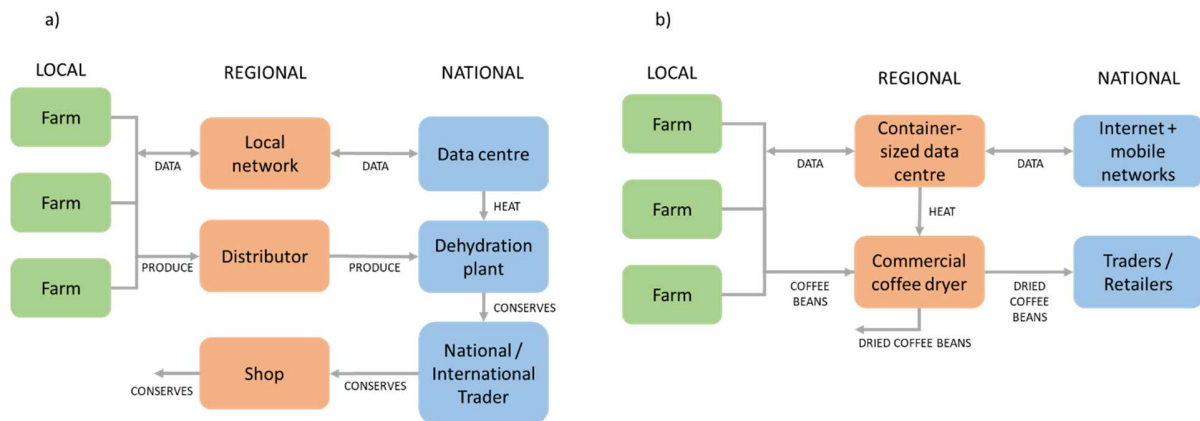 a)
LOCAL
REGIONAL
NATIONAL
Farm
Farm
Farm
DATA
Local
network
DATA
Data centre
HEAT
PRODUCE
Distributor
PRODUCE
Dehydration
plant
CONSERVES
National /
International
Trader
CONSERVES
Shop
CONSERVES
b)
LOCAL
REGIONAL
NATIONAL
Farm
Farm
Farm
DATA
Container-
sized data
centre
DATA
Internet +
mobile
networks
HEAT
COFFEE
BEANS
Commercial
coffee dryer
DRIED
COFFEE
BEANS
Traders /
Retailers
DRIED COFFEE BEANS